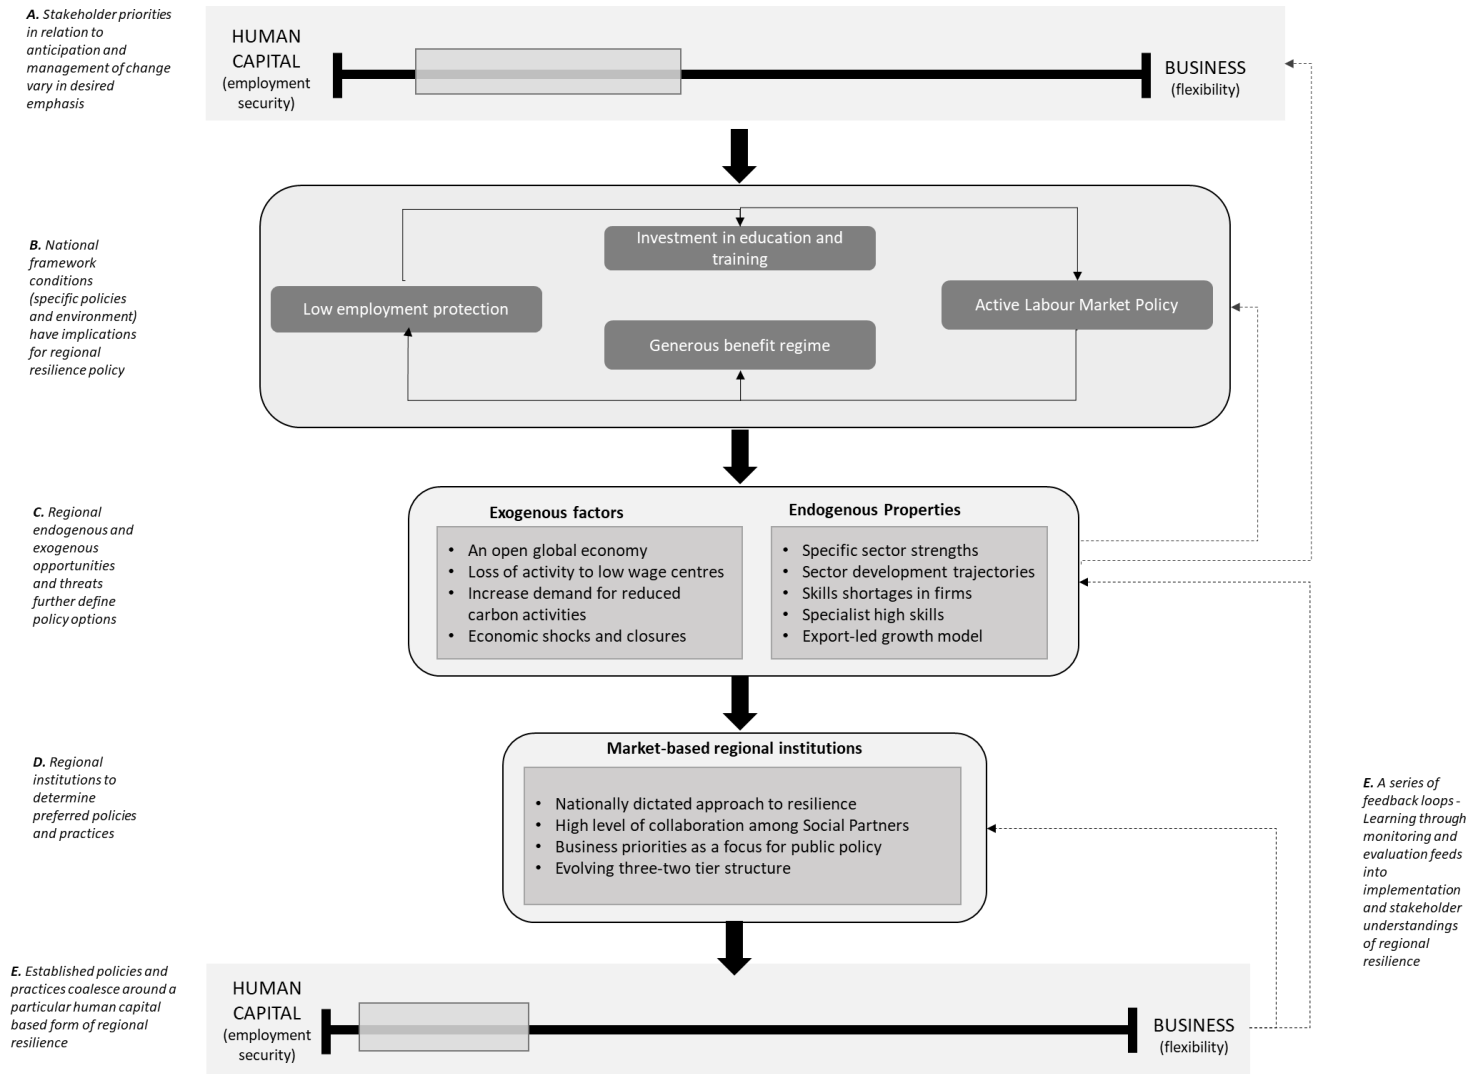 A. Stakeholder priorities
in relation to
anticipation and
management of change
vary in desired
emphasis
HUMAN
CAPITAL
(employment
security)
BUSINESS
(flexibility)
B. National
framework
conditions
(specific policies
and environment)
have implications
for regional
resilience policy
Investment in education and
training
Low employment protection
Active Labour Market Policy
Generous benefit regime
C. Regional
endogenous and
exogenous
opportunities
and threats
further define
policy options
Exogenous factors
• An open global economy
• Loss of activity to low wage centres
• Increase demand for reduced
carbon activities
• Economic shocks and closures
Endogenous Properties
• Specific sector strengths
• Sector development trajectories
• Skills shortages in firms
• Specialist high skills
• Export-led growth model
D. Regional
institutions to
determine
preferred policies
and practices
Market-based regional institutions
• Nationally dictated approach to resilience
• High level of collaboration among Social Partners
• Business priorities as a focus for public policy
• Evolving three-two tier structure
E. A series of
feedback loops -
Learning through
monitoring and
evaluation feeds
into
implementation
and stakeholder
understandings
of regional
resilience
E. Established policies and
practices coalesce around a
particular human capital
based form of regional
resilience
HUMAN
CAPITAL
(employment
security)
BUSINESS
(flexibility)